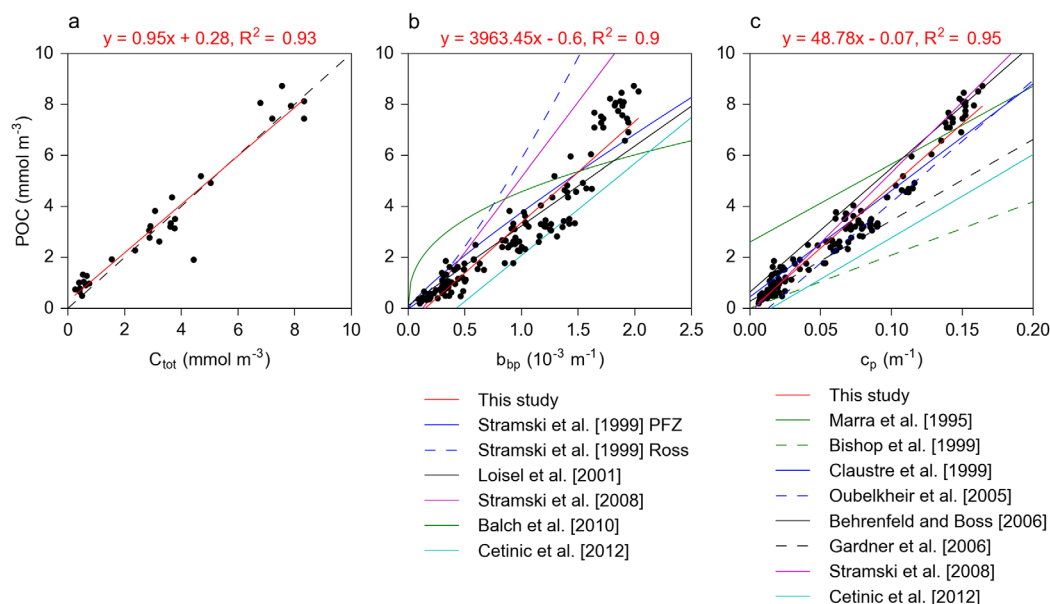 a
b
c
y = 0.95x + 0.28, R² = 0.93
y = 3963.45x - 0.6, R² = 0.9
y = 48.78x - 0.07, R² = 0.95
POC (mmol m⁻³)
10
8
6
4
2
0
0 2 4 6 8 10
C_tot (mmol m⁻³)
10
8
6
4
2
0
0.0 0.5 1.0 1.5 2.0 2.5
b_bp (10⁻³ m⁻¹)
10
8
6
4
2
0
0.00 0.05 0.10 0.15 0.20
c_p (m⁻¹)
This study
Stramski et al. [1999] PFZ
Stramski et al. [1999] Ross
Loisel et al. [2001]
Stramski et al. [2008]
Balch et al. [2010]
Cetinic et al. [2012]
This study
Marra et al. [1995]
Bishop et al. [1999]
Claustre et al. [1999]
Oubelkheir et al. [2005]
Behrenfeld and Boss [2006]
Gardner et al. [2006]
Stramski et al. [2008]
Cetinic et al. [2012]